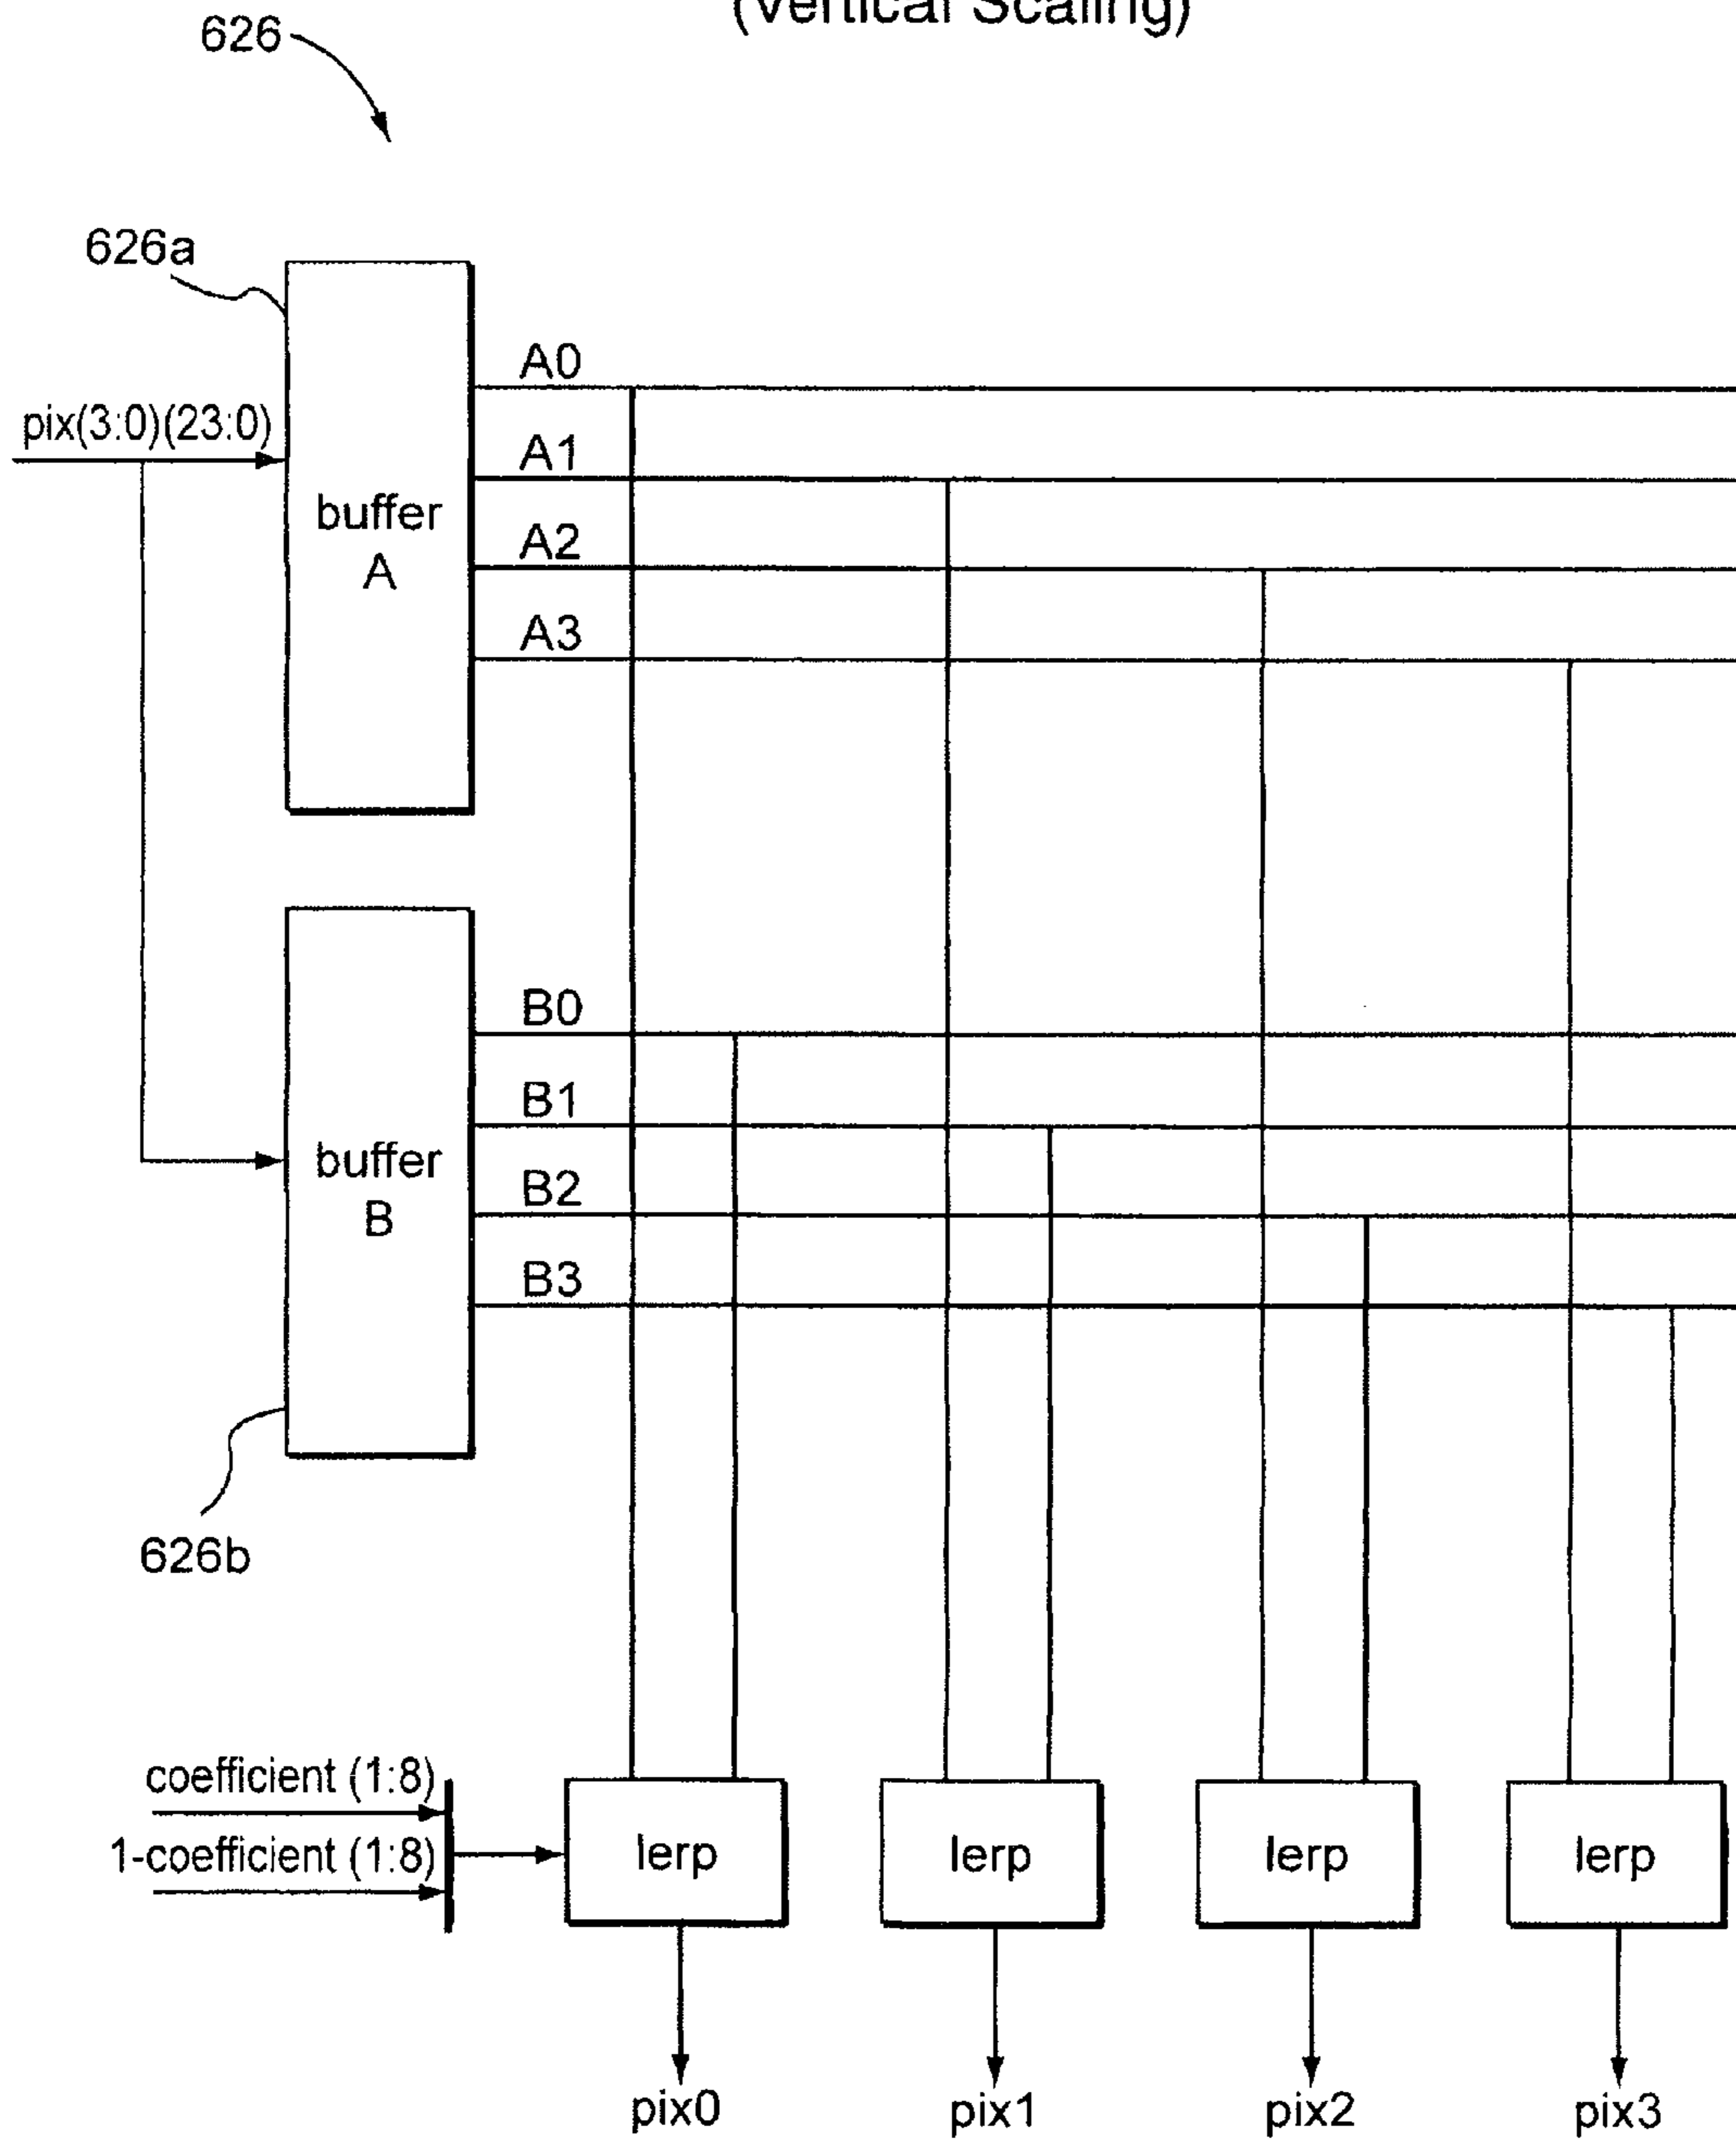 (Vertical Scaling)
626
626a
pix(3:0)(23:0)
buffer
A
A0
A1
A2
A3
buffer
B
B0
B1
B2
B3
626b
coefficient (1:8)
1-coefficient (1:8)
lerp
lerp
lerp
lerp
pix0
pix1
pix2
pix3